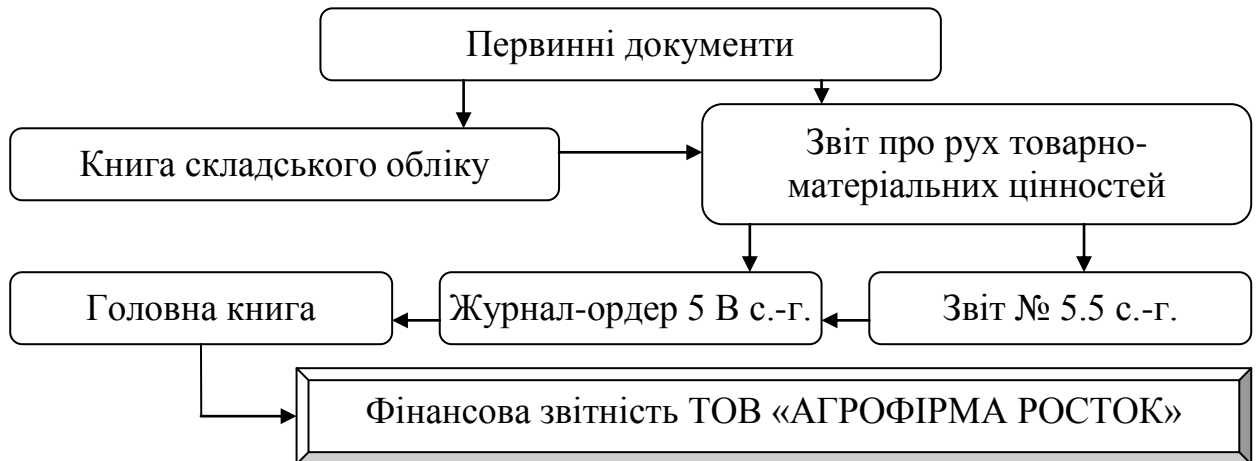 Первинні документи
Книга складського обліку
Звіт про рух товарно-
матеріальних цінностей
Головна книга
Журнал-ордер 5 В с.-г.
Звіт № 5.5 с.-г.
Фінансова звітність ТОВ «АГРОФІРМА РОСТОК»